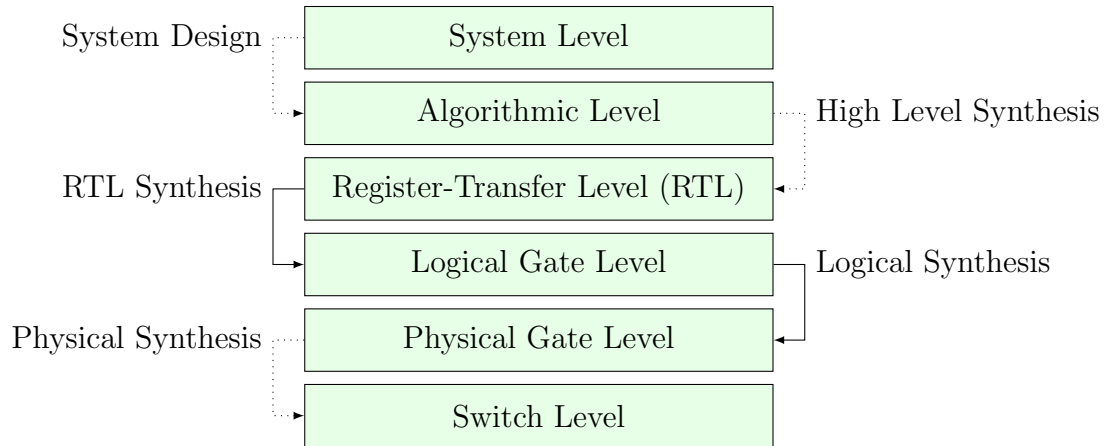 System Design
System Level
Algorithmic Level
High Level Synthesis
RTL Synthesis
Register-Transfer Level (RTL)
Logical Gate Level
Logical Synthesis
Physical Synthesis
Physical Gate Level
Switch Level